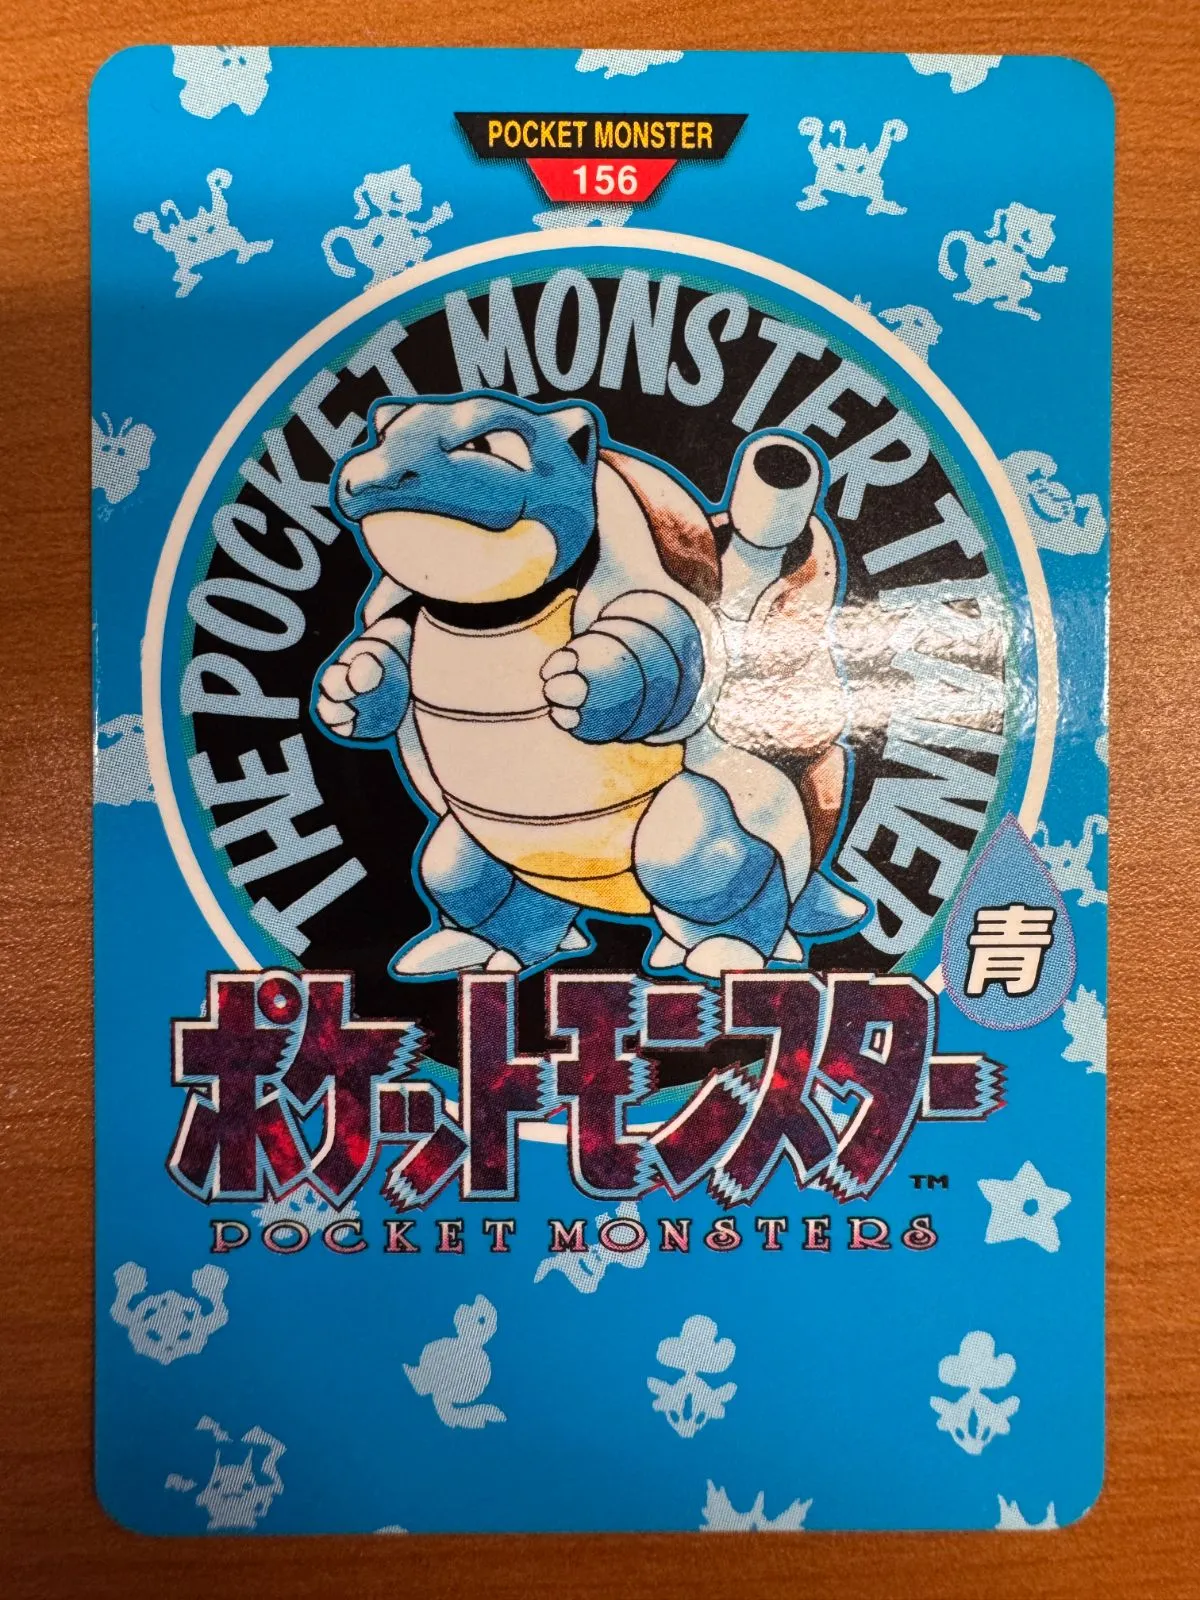 POCKET MONSTER
156
THE POCKET MONSTER TRAINER
青
ポケットモンスター
TM
POCKET MONSTERS